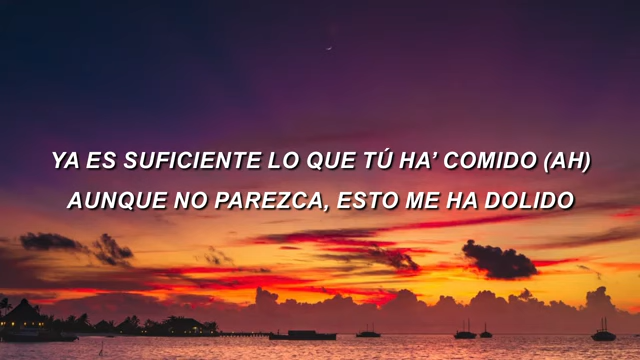 YA ES SUFICIENTE LO QUE TÚ HA’ COMIDO (AH)
AUNQUE NO PAREZCA, ESTO ME HA DOLIDO